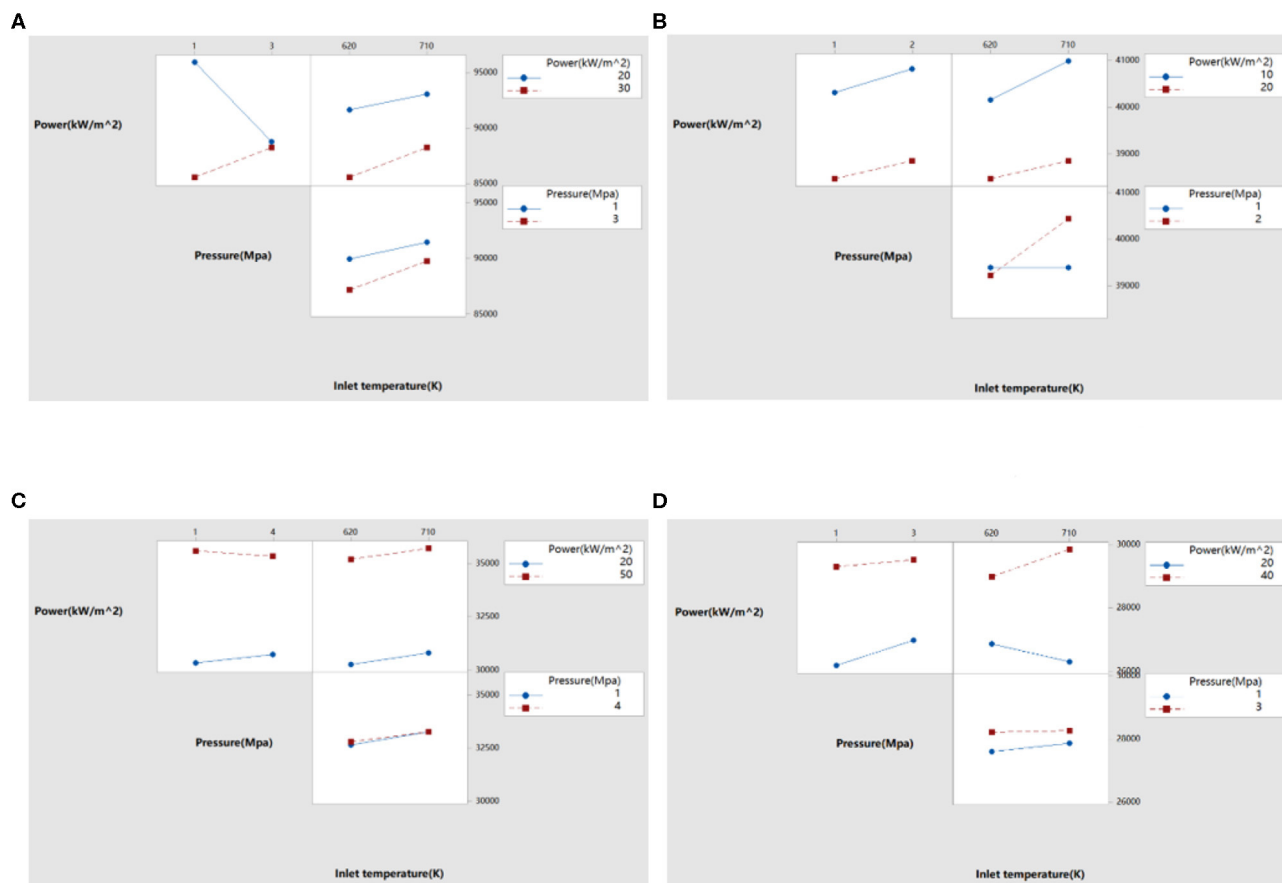 A
1 3 620 710
Power(kW/m^2)
20
30
95000
90000
85000
Power(kW/m^2)
Pressure(Mpa)
1
3
95000
90000
85000
Pressure(Mpa)
Inlet temperature(K)
B
1 2 620 710
Power(kW/m^2)
10
20
41000
40000
39000
Power(kW/m^2)
Pressure(Mpa)
1
2
41000
40000
39000
Pressure(Mpa)
Inlet temperature(K)
C
1 4 620 710
Power(kW/m^2)
20
50
35000
32500
30000
Power(kW/m^2)
Pressure(Mpa)
1
4
35000
32500
30000
Pressure(Mpa)
Inlet temperature(K)
D
1 3 620 710
Power(kW/m^2)
20
40
30000
28000
26000
Power(kW/m^2)
Pressure(Mpa)
1
3
30000
28000
26000
Pressure(Mpa)
Inlet temperature(K)